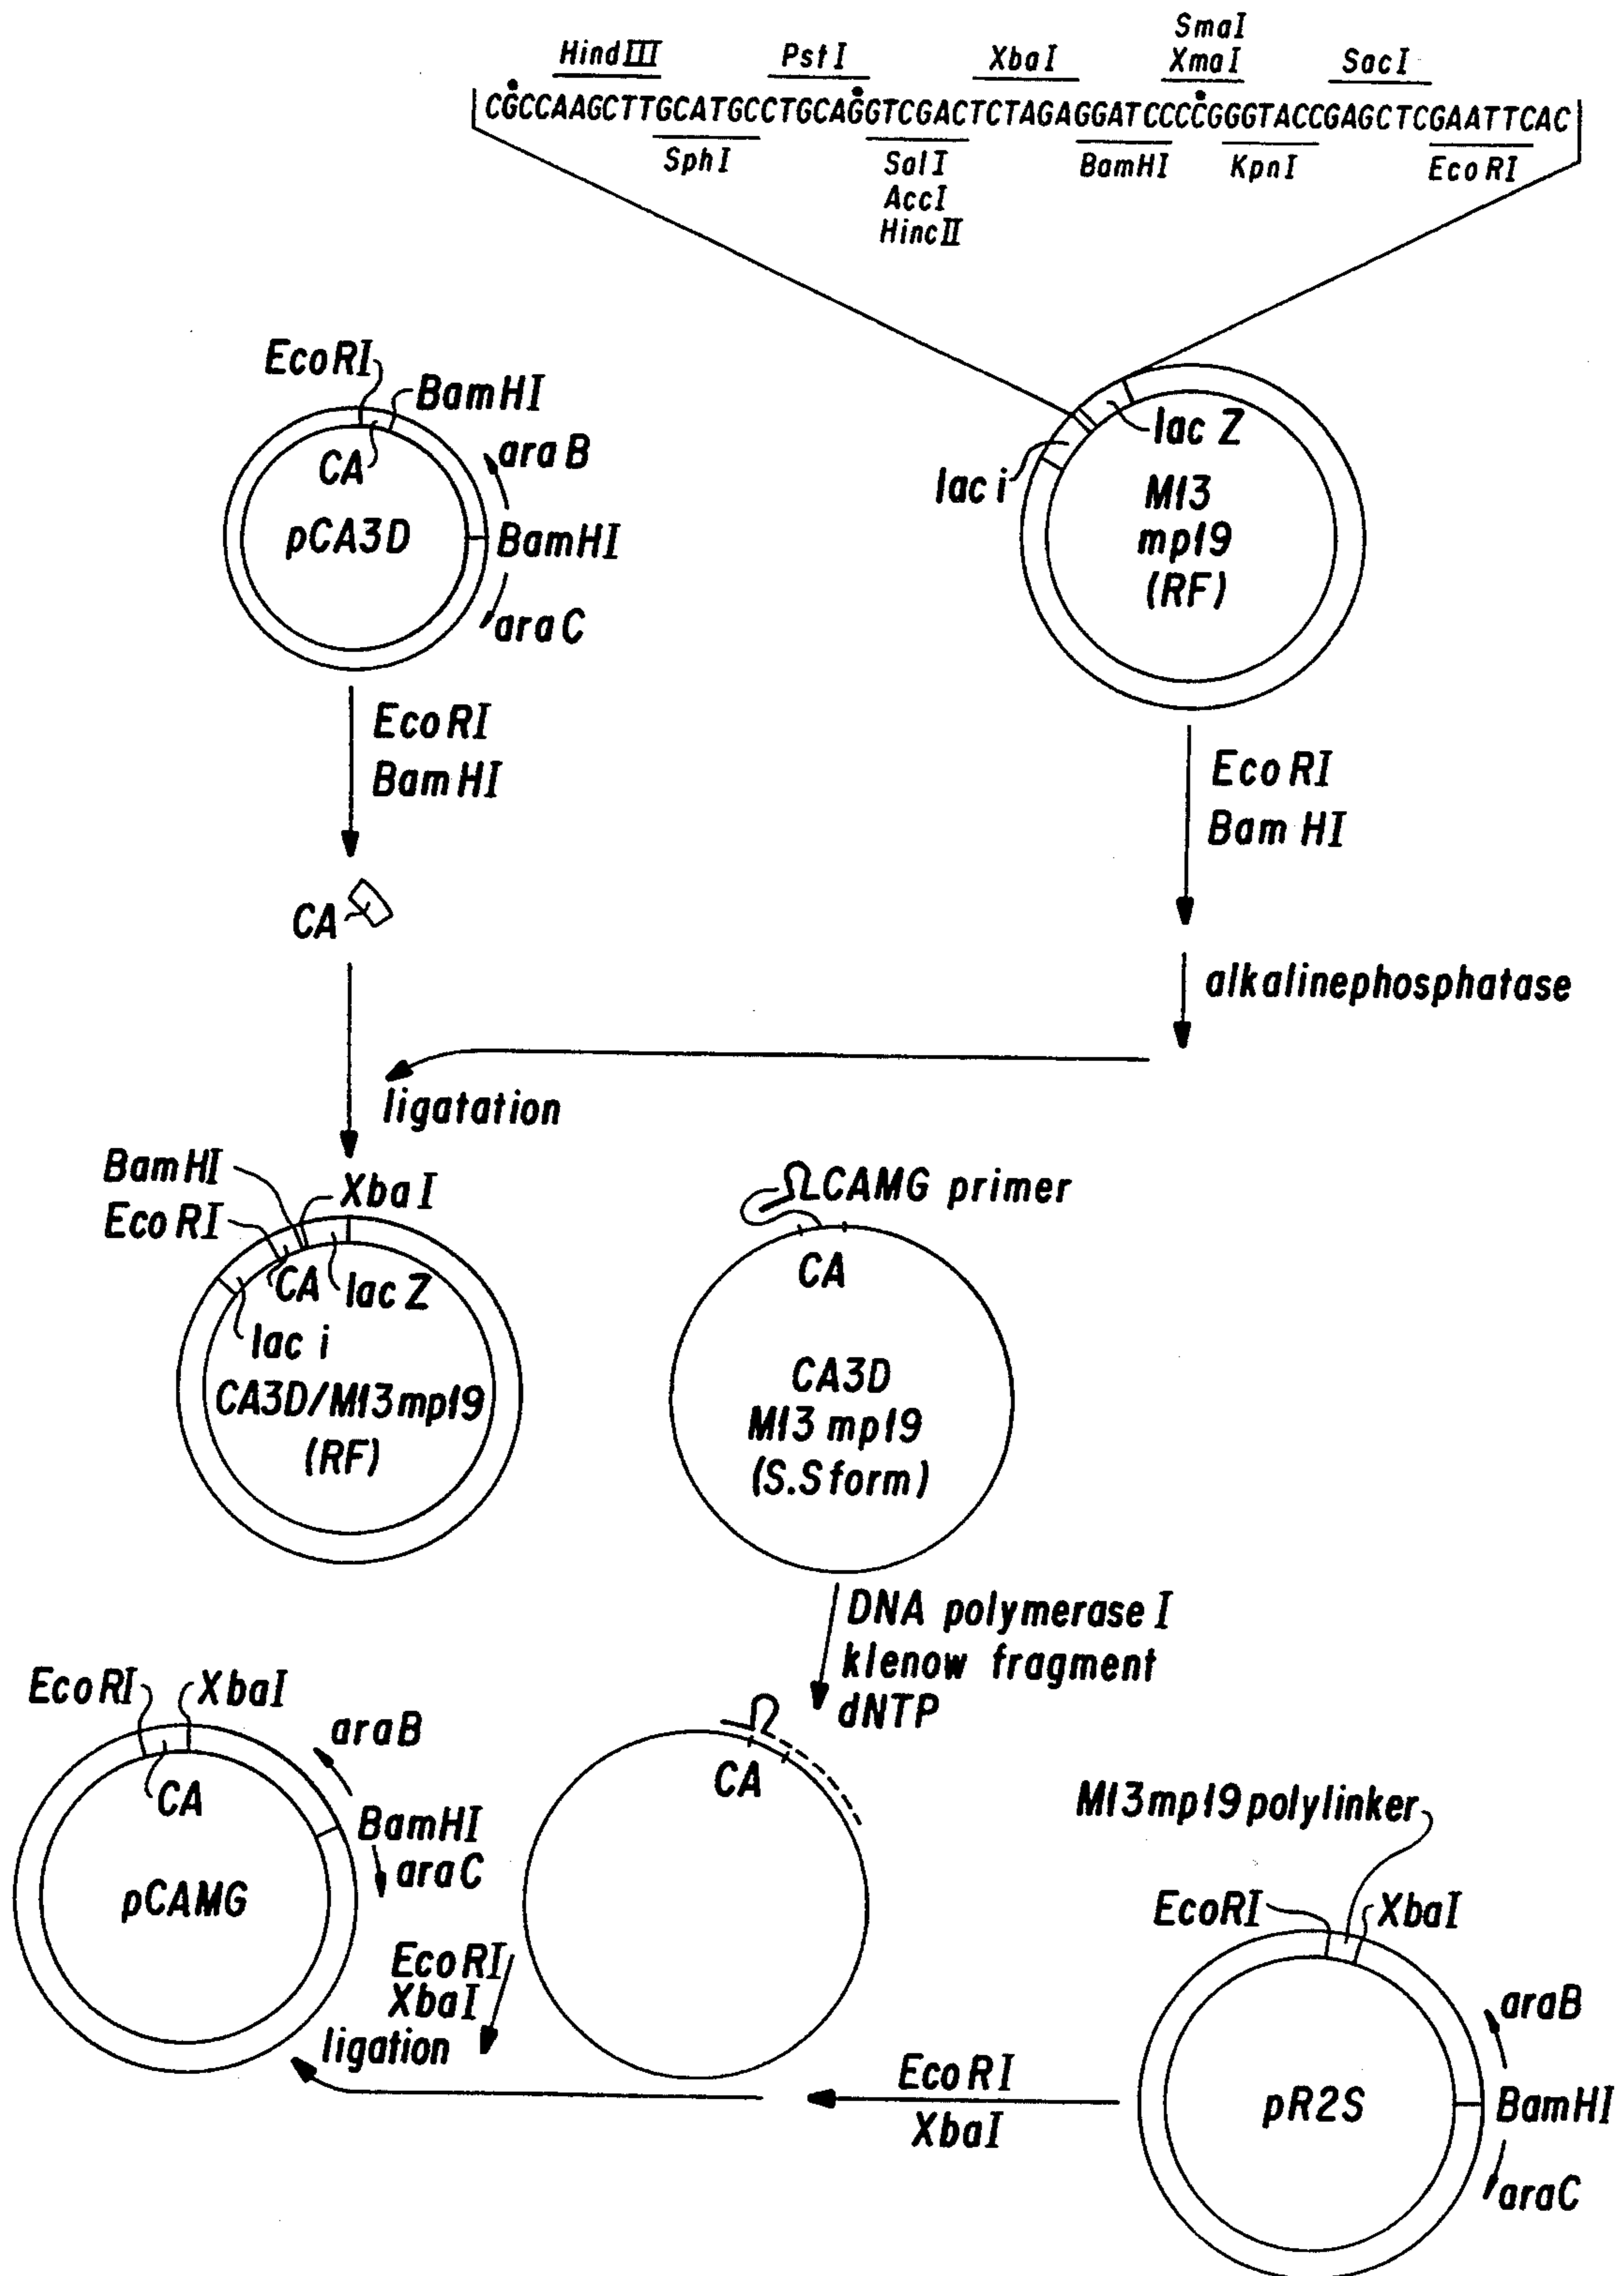 SmaI
HindIII PstI XbaI XmaI SacI
CGCCAAGCTTGCATGCCTGCAGGTCGACTCTAGAGGATCCCCGGGTACCGAGCTCGAATTCAC
SphI SalI BamHI KpnI EcoRI
AccI
HincII
EcoRI
BamHI
araB
CA
pCA3D
BamHI
araC
lac Z
lac i
M13
mp19
(RF)
EcoRI
BamHI
EcoRI
BamHI
CA
alkalinephosphatase
ligatation
BamHI
XbaI
EcoRI
CA
lac Z
lac i
CA3D/M13mp19
(RF)
CAMG primer
CA
CA3D
M13 mp19
(S.S form)
DNA polymerase I
klenow fragment
dNTP
EcoRI
XbaI
araB
CA
BamHI
araC
pCAMG
CA
EcoRI
XbaI
ligation
M13mp19 polylinker
EcoRI
XbaI
araB
BamHI
araC
pR2S
EcoRI
XbaI